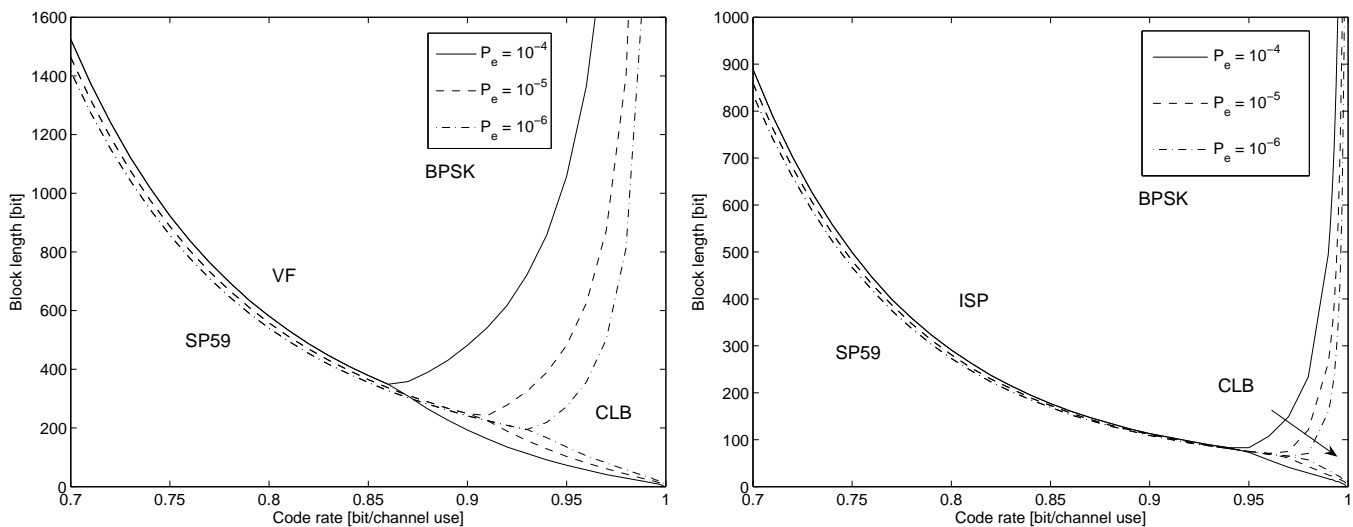 1600
1400
1200
1000
800
600
400
200
0
Block length [bit]
P_e = 10^−4
P_e = 10^−5
P_e = 10^−6
BPSK
VF
SP59
CLB
0.7 0.75 0.8 0.85 0.9 0.95 1
Code rate [bit/channel use]
1000
900
800
700
600
500
400
300
200
100
0
Block length [bit]
P_e = 10^−4
P_e = 10^−5
P_e = 10^−6
BPSK
ISP
SP59
CLB
0.7 0.75 0.8 0.85 0.9 0.95 1
Code rate [bit/channel use]